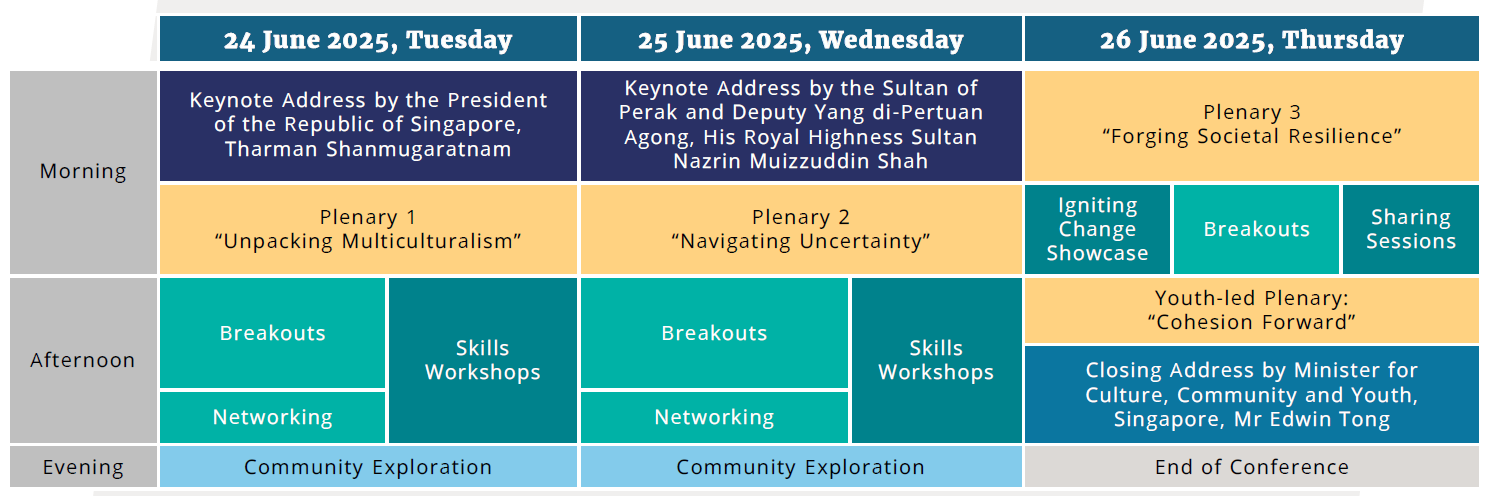 24 June 2025, Tuesday
25 June 2025, Wednesday
26 June 2025, Thursday
Morning
Keynote Address by the President
of the Republic of Singapore,
Tharman Shanmugaratnam
Keynote Address by the Sultan of
Perak and Deputy Yang di-Pertuan
Agong, His Royal Highness Sultan
Nazrin Muizzuddin Shah
Plenary 3
“Forging Societal Resilience”
Plenary 1
“Unpacking Multiculturalism”
Plenary 2
“Navigating Uncertainty”
Igniting
Change
Showcase
Breakouts
Sharing
Sessions
Afternoon
Breakouts
Networking
Skills
Workshops
Breakouts
Networking
Skills
Workshops
Youth-led Plenary:
“Cohesion Forward”
Closing Address by Minister for
Culture, Community and Youth,
Singapore, Mr Edwin Tong
Evening
Community Exploration
Community Exploration
End of Conference